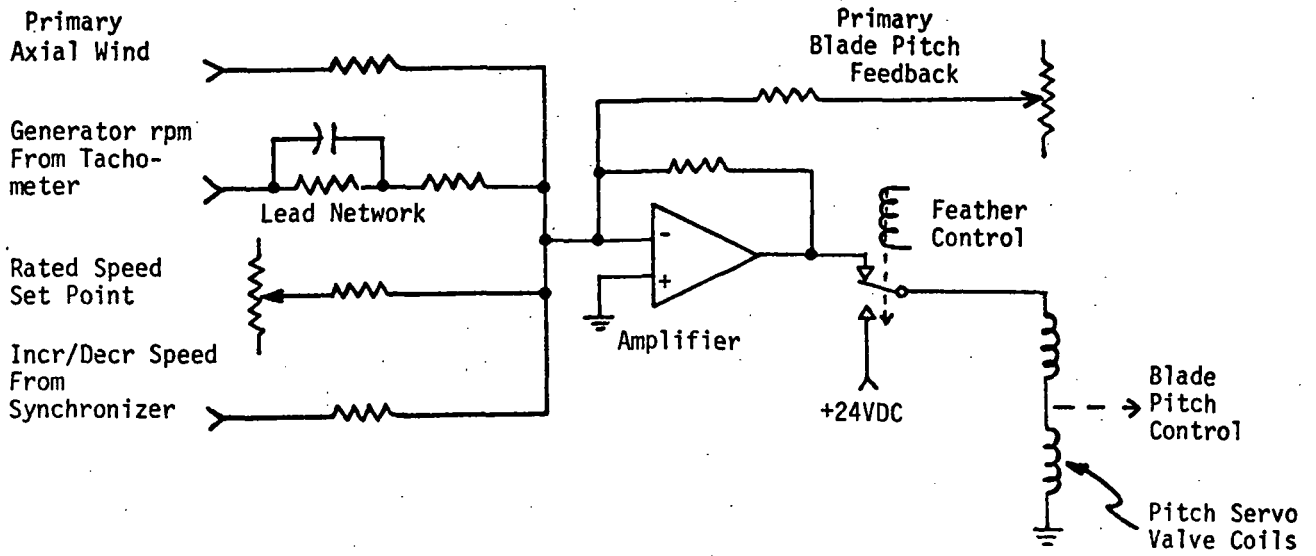 Primary
Axial Wind
Generator rpm
From Tacho-
meter
Lead Network
Rated Speed
Set Point
Incr/Decr Speed
From
Synchronizer
Primary
Blade Pitch
Feedback
-
+
Amplifier
Feather
Control
+24VDC
Blade
Pitch
Control
Pitch Servo
Valve Coils